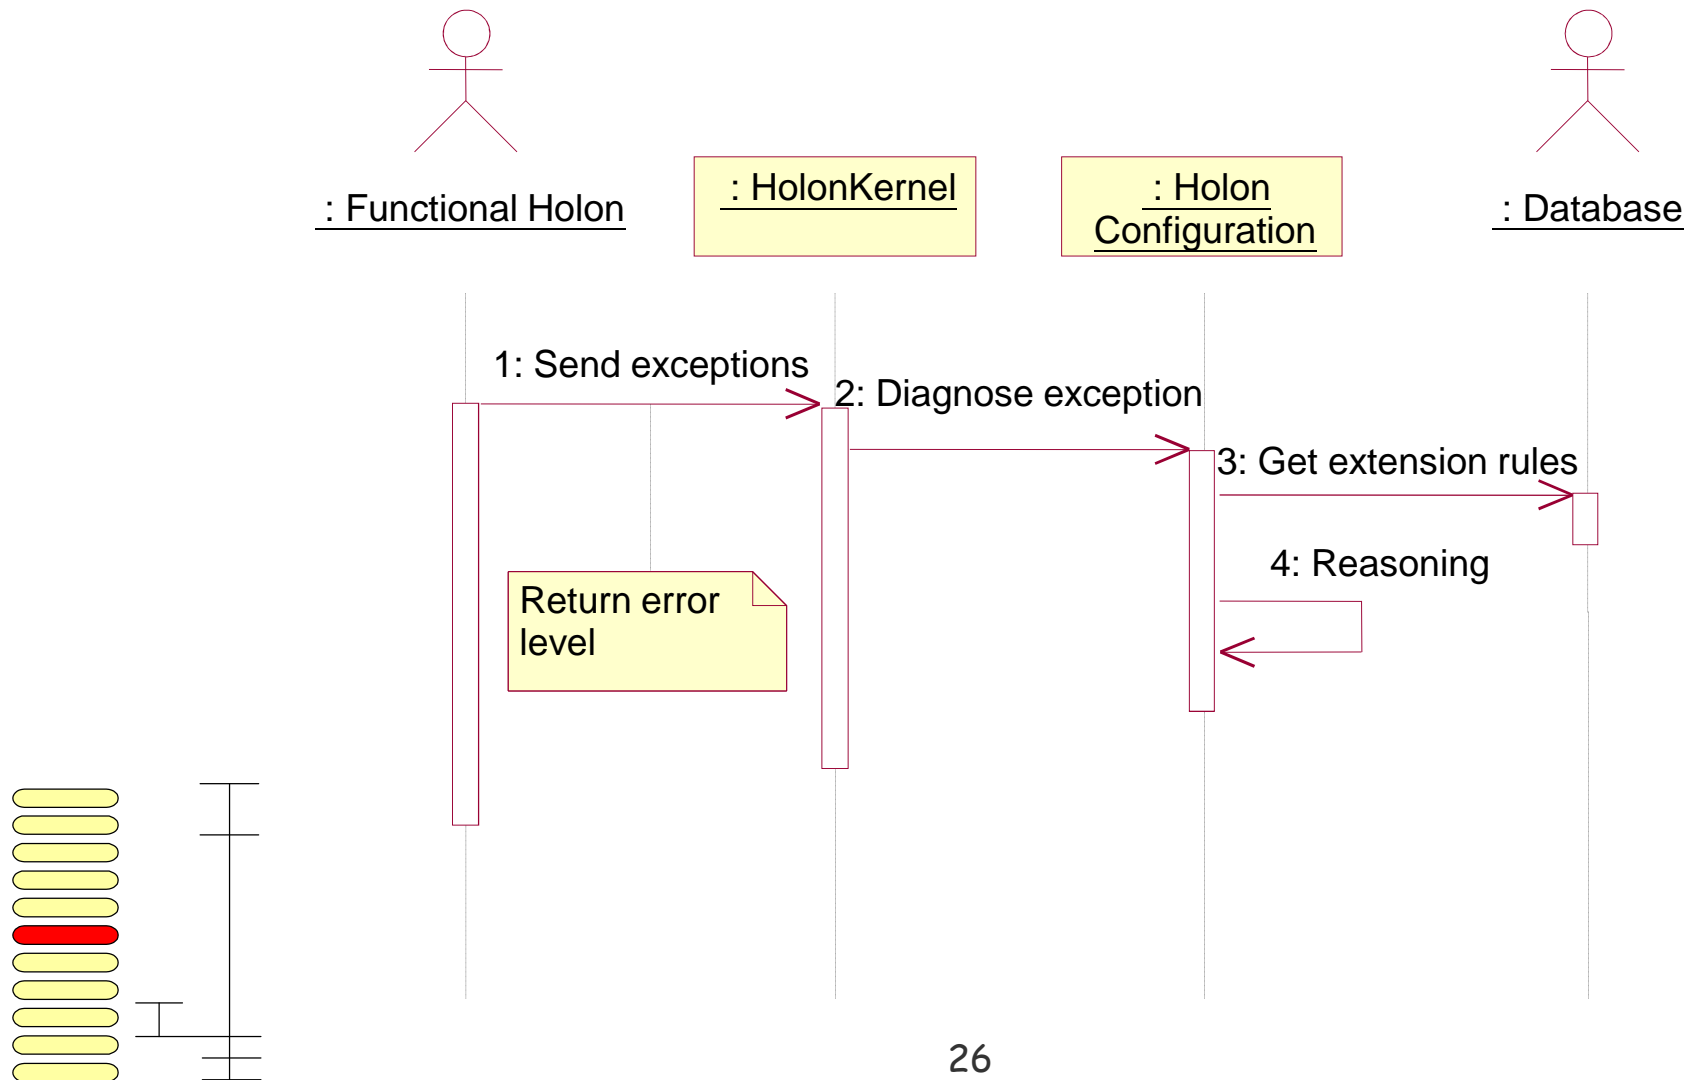 : Functional Holon
: HolonKernel
: Holon
Configuration
: Database
1: Send exceptions
2: Diagnose exception
3: Get extension rules
4: Reasoning
Return error
level
26